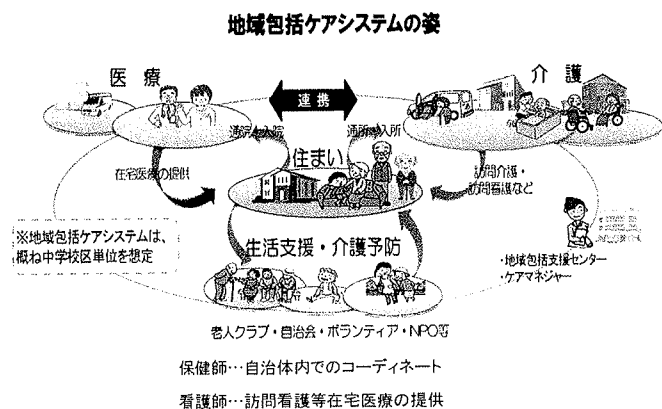 地域包括ケアシステムの姿
医療
連携
介護
通院・入院
通所・入所
住まい
在宅医療の提供
訪問介護・
訪問看護など
※地域包括ケアシステムは、
概ね中学校区単位を想定
生活支援・介護予防
・地域包括支援センター
・ケアマネジャー
老人クラブ・自治会・ボランティア・NPO等
保健師…自治体内でのコーディネート
看護師…訪問看護等在宅医療の提供